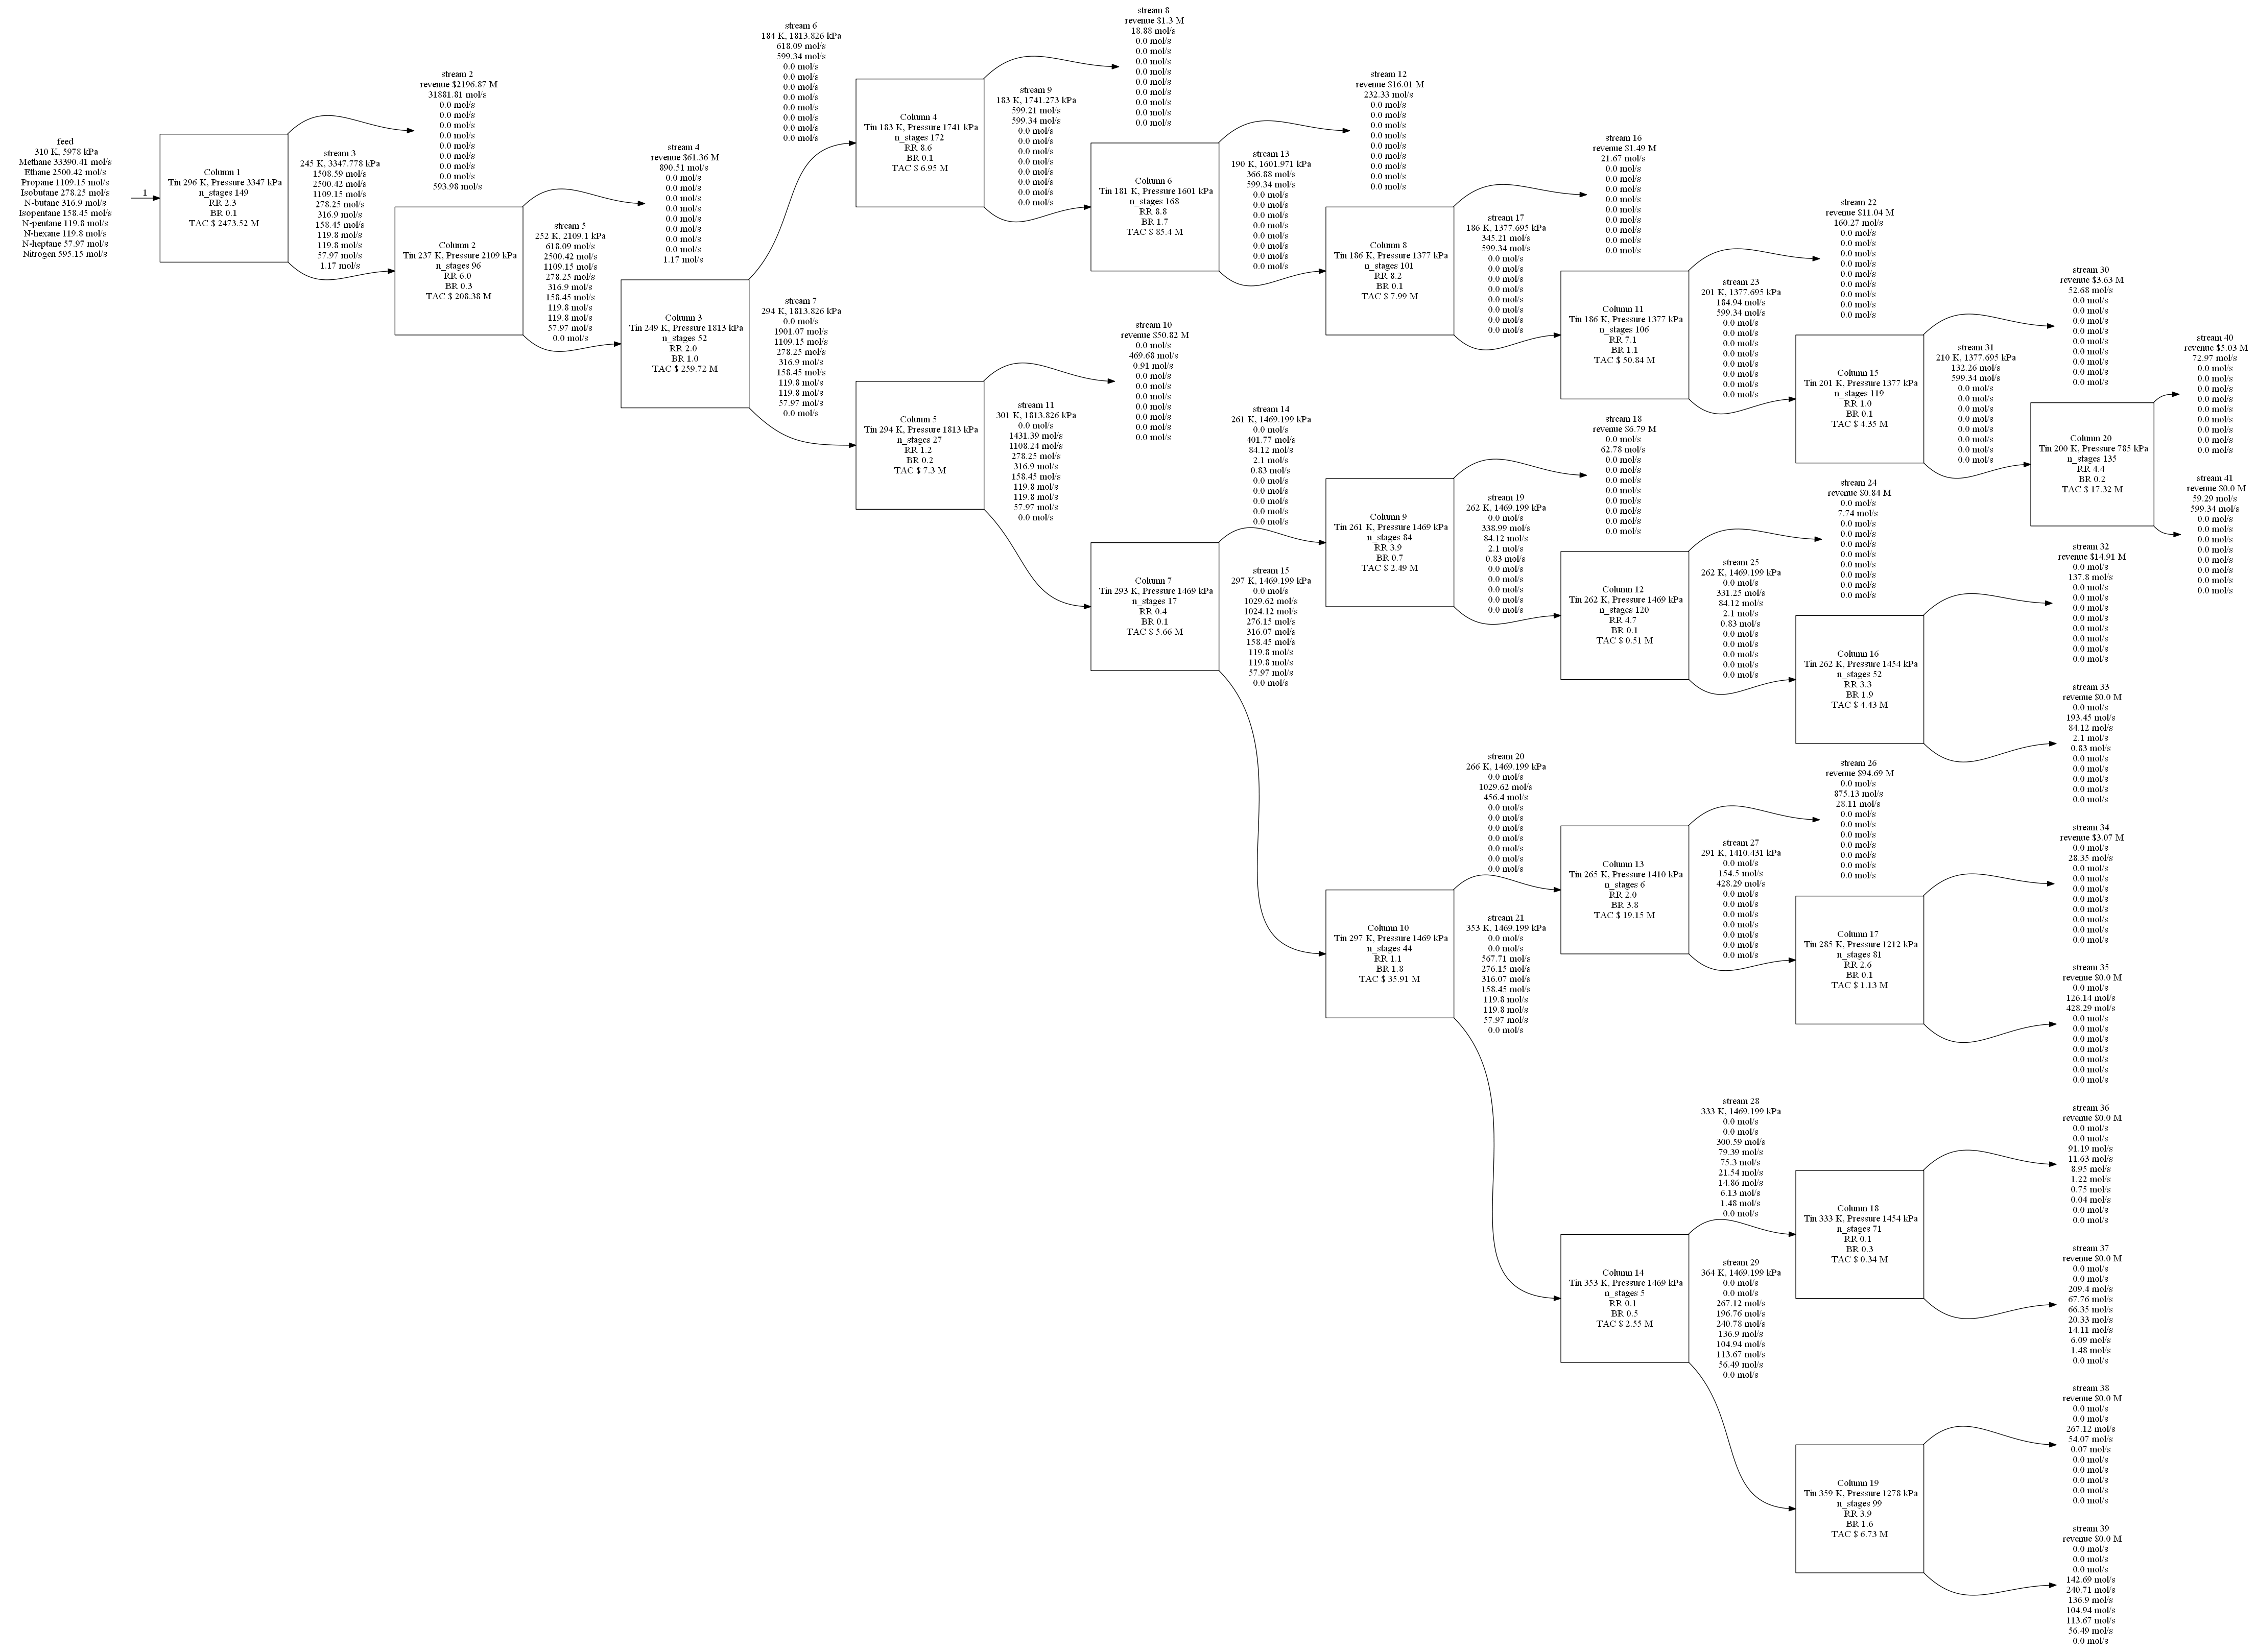 feed
310 K, 5978 kPa
Methane 33390.41 mol/s
Ethane 2500.42 mol/s
Propane 1109.15 mol/s
Isobutane 278.25 mol/s
N-butane 316.9 mol/s
Isopentane 158.45 mol/s
N-pentane 119.8 mol/s
N-hexane 119.8 mol/s
N-heptane 57.97 mol/s
Nitrogen 595.15 mol/s
1
Column 1
Tin 296 K, Pressure 3347 kPa
n_stages 149
RR 2.3
BR 0.1
TAC $ 2473.52 M
stream 2
revenue $2196.87 M
31881.81 mol/s
0.0 mol/s
0.0 mol/s
0.0 mol/s
0.0 mol/s
0.0 mol/s
0.0 mol/s
0.0 mol/s
0.0 mol/s
593.98 mol/s
stream 3
245 K, 3347.778 kPa
1508.59 mol/s
2500.42 mol/s
1109.15 mol/s
278.25 mol/s
316.9 mol/s
158.45 mol/s
119.8 mol/s
119.8 mol/s
57.97 mol/s
1.17 mol/s
Column 2
Tin 237 K, Pressure 2109 kPa
n_stages 96
RR 6.0
BR 0.3
TAC $ 208.38 M
stream 4
revenue $61.36 M
890.51 mol/s
0.0 mol/s
0.0 mol/s
0.0 mol/s
0.0 mol/s
0.0 mol/s
0.0 mol/s
0.0 mol/s
0.0 mol/s
1.17 mol/s
stream 5
252 K, 2109.1 kPa
618.09 mol/s
2500.42 mol/s
1109.15 mol/s
278.25 mol/s
316.9 mol/s
158.45 mol/s
119.8 mol/s
119.8 mol/s
57.97 mol/s
0.0 mol/s
Column 3
Tin 249 K, Pressure 1813 kPa
n_stages 52
RR 2.0
BR 1.0
TAC $ 259.72 M
stream 6
184 K, 1813.826 kPa
618.09 mol/s
599.34 mol/s
0.0 mol/s
0.0 mol/s
0.0 mol/s
0.0 mol/s
0.0 mol/s
0.0 mol/s
0.0 mol/s
0.0 mol/s
stream 7
294 K, 1813.826 kPa
0.0 mol/s
1901.07 mol/s
1109.15 mol/s
278.25 mol/s
316.9 mol/s
158.45 mol/s
119.8 mol/s
119.8 mol/s
57.97 mol/s
0.0 mol/s
Column 4
Tin 183 K, Pressure 1741 kPa
n_stages 172
RR 8.6
BR 0.1
TAC $ 6.95 M
stream 8
revenue $1.3 M
18.88 mol/s
0.0 mol/s
0.0 mol/s
0.0 mol/s
0.0 mol/s
0.0 mol/s
0.0 mol/s
0.0 mol/s
0.0 mol/s
0.0 mol/s
stream 9
183 K, 1741.273 kPa
599.21 mol/s
599.34 mol/s
0.0 mol/s
0.0 mol/s
0.0 mol/s
0.0 mol/s
0.0 mol/s
0.0 mol/s
0.0 mol/s
0.0 mol/s
Column 5
Tin 294 K, Pressure 1813 kPa
n_stages 27
RR 1.2
BR 0.2
TAC $ 7.3 M
stream 10
revenue $50.82 M
0.0 mol/s
469.68 mol/s
0.91 mol/s
0.0 mol/s
0.0 mol/s
0.0 mol/s
0.0 mol/s
0.0 mol/s
0.0 mol/s
0.0 mol/s
stream 11
301 K, 1813.826 kPa
0.0 mol/s
1431.39 mol/s
1108.24 mol/s
278.25 mol/s
316.9 mol/s
158.45 mol/s
119.8 mol/s
119.8 mol/s
57.97 mol/s
0.0 mol/s
Column 6
Tin 181 K, Pressure 1601 kPa
n_stages 168
RR 8.8
BR 1.7
TAC $ 85.4 M
stream 12
revenue $16.01 M
232.33 mol/s
0.0 mol/s
0.0 mol/s
0.0 mol/s
0.0 mol/s
0.0 mol/s
0.0 mol/s
0.0 mol/s
0.0 mol/s
0.0 mol/s
stream 13
190 K, 1601.971 kPa
366.88 mol/s
599.34 mol/s
0.0 mol/s
0.0 mol/s
0.0 mol/s
0.0 mol/s
0.0 mol/s
0.0 mol/s
0.0 mol/s
0.0 mol/s
Column 7
Tin 293 K, Pressure 1469 kPa
n_stages 17
RR 0.4
BR 0.1
TAC $ 5.66 M
stream 14
261 K, 1469.199 kPa
0.0 mol/s
401.77 mol/s
84.12 mol/s
2.1 mol/s
0.83 mol/s
0.0 mol/s
0.0 mol/s
0.0 mol/s
0.0 mol/s
0.0 mol/s
stream 15
297 K, 1469.199 kPa
0.0 mol/s
1029.62 mol/s
1024.12 mol/s
276.15 mol/s
316.07 mol/s
158.45 mol/s
119.8 mol/s
119.8 mol/s
57.97 mol/s
0.0 mol/s
Column 8
Tin 186 K, Pressure 1377 kPa
n_stages 101
RR 8.2
BR 0.1
TAC $ 7.99 M
stream 16
revenue $1.49 M
21.67 mol/s
0.0 mol/s
0.0 mol/s
0.0 mol/s
0.0 mol/s
0.0 mol/s
0.0 mol/s
0.0 mol/s
0.0 mol/s
0.0 mol/s
stream 17
186 K, 1377.695 kPa
345.21 mol/s
599.34 mol/s
0.0 mol/s
0.0 mol/s
0.0 mol/s
0.0 mol/s
0.0 mol/s
0.0 mol/s
0.0 mol/s
0.0 mol/s
Column 9
Tin 261 K, Pressure 1469 kPa
n_stages 84
RR 3.9
BR 0.7
TAC $ 2.49 M
stream 18
revenue $6.79 M
0.0 mol/s
62.78 mol/s
0.0 mol/s
0.0 mol/s
0.0 mol/s
0.0 mol/s
0.0 mol/s
0.0 mol/s
0.0 mol/s
0.0 mol/s
stream 19
262 K, 1469.199 kPa
0.0 mol/s
338.99 mol/s
84.12 mol/s
2.1 mol/s
0.83 mol/s
0.0 mol/s
0.0 mol/s
0.0 mol/s
0.0 mol/s
0.0 mol/s
Column 10
Tin 297 K, Pressure 1469 kPa
n_stages 44
RR 1.1
BR 1.8
TAC $ 35.91 M
stream 20
266 K, 1469.199 kPa
0.0 mol/s
1029.62 mol/s
456.4 mol/s
0.0 mol/s
0.0 mol/s
0.0 mol/s
0.0 mol/s
0.0 mol/s
0.0 mol/s
0.0 mol/s
stream 21
353 K, 1469.199 kPa
0.0 mol/s
0.0 mol/s
567.71 mol/s
276.15 mol/s
316.07 mol/s
158.45 mol/s
119.8 mol/s
119.8 mol/s
57.97 mol/s
0.0 mol/s
Column 11
Tin 186 K, Pressure 1377 kPa
n_stages 106
RR 7.1
BR 1.1
TAC $ 50.84 M
stream 22
revenue $11.04 M
160.27 mol/s
0.0 mol/s
0.0 mol/s
0.0 mol/s
0.0 mol/s
0.0 mol/s
0.0 mol/s
0.0 mol/s
0.0 mol/s
0.0 mol/s
stream 23
201 K, 1377.695 kPa
184.94 mol/s
599.34 mol/s
0.0 mol/s
0.0 mol/s
0.0 mol/s
0.0 mol/s
0.0 mol/s
0.0 mol/s
0.0 mol/s
0.0 mol/s
Column 12
Tin 262 K, Pressure 1469 kPa
n_stages 120
RR 4.7
BR 0.1
TAC $ 0.51 M
stream 24
revenue $0.84 M
0.0 mol/s
7.74 mol/s
0.0 mol/s
0.0 mol/s
0.0 mol/s
0.0 mol/s
0.0 mol/s
0.0 mol/s
0.0 mol/s
0.0 mol/s
stream 25
262 K, 1469.199 kPa
0.0 mol/s
331.25 mol/s
84.12 mol/s
2.1 mol/s
0.83 mol/s
0.0 mol/s
0.0 mol/s
0.0 mol/s
0.0 mol/s
0.0 mol/s
Column 13
Tin 265 K, Pressure 1410 kPa
n_stages 6
RR 2.0
BR 3.8
TAC $ 19.15 M
stream 26
revenue $94.69 M
0.0 mol/s
875.13 mol/s
28.11 mol/s
0.0 mol/s
0.0 mol/s
0.0 mol/s
0.0 mol/s
0.0 mol/s
0.0 mol/s
0.0 mol/s
stream 27
291 K, 1410.431 kPa
0.0 mol/s
154.5 mol/s
428.29 mol/s
0.0 mol/s
0.0 mol/s
0.0 mol/s
0.0 mol/s
0.0 mol/s
0.0 mol/s
0.0 mol/s
Column 14
Tin 353 K, Pressure 1469 kPa
n_stages 5
RR 0.1
BR 0.5
TAC $ 2.55 M
stream 28
333 K, 1469.199 kPa
0.0 mol/s
0.0 mol/s
300.59 mol/s
79.39 mol/s
75.3 mol/s
21.54 mol/s
14.86 mol/s
6.13 mol/s
1.48 mol/s
0.0 mol/s
stream 29
364 K, 1469.199 kPa
0.0 mol/s
0.0 mol/s
267.12 mol/s
196.76 mol/s
240.78 mol/s
136.9 mol/s
104.94 mol/s
113.67 mol/s
56.49 mol/s
0.0 mol/s
Column 15
Tin 201 K, Pressure 1377 kPa
n_stages 119
RR 1.0
BR 0.1
TAC $ 4.35 M
stream 30
revenue $3.63 M
52.68 mol/s
0.0 mol/s
0.0 mol/s
0.0 mol/s
0.0 mol/s
0.0 mol/s
0.0 mol/s
0.0 mol/s
0.0 mol/s
0.0 mol/s
stream 31
210 K, 1377.695 kPa
132.26 mol/s
599.34 mol/s
0.0 mol/s
0.0 mol/s
0.0 mol/s
0.0 mol/s
0.0 mol/s
0.0 mol/s
0.0 mol/s
0.0 mol/s
Column 16
Tin 262 K, Pressure 1454 kPa
n_stages 52
RR 3.3
BR 1.9
TAC $ 4.43 M
stream 32
revenue $14.91 M
0.0 mol/s
137.8 mol/s
0.0 mol/s
0.0 mol/s
0.0 mol/s
0.0 mol/s
0.0 mol/s
0.0 mol/s
0.0 mol/s
0.0 mol/s
stream 33
revenue $0.0 M
0.0 mol/s
193.45 mol/s
84.12 mol/s
2.1 mol/s
0.83 mol/s
0.0 mol/s
0.0 mol/s
0.0 mol/s
0.0 mol/s
0.0 mol/s
Column 17
Tin 285 K, Pressure 1212 kPa
n_stages 81
RR 2.6
BR 0.1
TAC $ 1.13 M
stream 34
revenue $3.07 M
0.0 mol/s
28.35 mol/s
0.0 mol/s
0.0 mol/s
0.0 mol/s
0.0 mol/s
0.0 mol/s
0.0 mol/s
0.0 mol/s
0.0 mol/s
stream 35
revenue $0.0 M
0.0 mol/s
126.14 mol/s
428.29 mol/s
0.0 mol/s
0.0 mol/s
0.0 mol/s
0.0 mol/s
0.0 mol/s
0.0 mol/s
0.0 mol/s
Column 18
Tin 333 K, Pressure 1454 kPa
n_stages 71
RR 0.1
BR 0.3
TAC $ 0.34 M
stream 36
revenue $0.0 M
0.0 mol/s
0.0 mol/s
91.19 mol/s
11.63 mol/s
8.95 mol/s
1.22 mol/s
0.75 mol/s
0.04 mol/s
0.0 mol/s
0.0 mol/s
stream 37
revenue $0.0 M
0.0 mol/s
0.0 mol/s
209.4 mol/s
67.76 mol/s
66.35 mol/s
20.33 mol/s
14.11 mol/s
6.09 mol/s
1.48 mol/s
0.0 mol/s
Column 19
Tin 359 K, Pressure 1278 kPa
n_stages 99
RR 3.9
BR 1.6
TAC $ 6.73 M
stream 38
revenue $0.0 M
0.0 mol/s
0.0 mol/s
267.12 mol/s
54.07 mol/s
0.07 mol/s
0.0 mol/s
0.0 mol/s
0.0 mol/s
0.0 mol/s
0.0 mol/s
stream 39
revenue $0.0 M
0.0 mol/s
0.0 mol/s
0.0 mol/s
142.69 mol/s
240.71 mol/s
136.9 mol/s
104.94 mol/s
113.67 mol/s
56.49 mol/s
0.0 mol/s
Column 20
Tin 200 K, Pressure 785 kPa
n_stages 135
RR 4.4
BR 0.2
TAC $ 17.32 M
stream 40
revenue $5.03 M
72.97 mol/s
0.0 mol/s
0.0 mol/s
0.0 mol/s
0.0 mol/s
0.0 mol/s
0.0 mol/s
0.0 mol/s
0.0 mol/s
0.0 mol/s
stream 41
revenue $0.0 M
59.29 mol/s
599.34 mol/s
0.0 mol/s
0.0 mol/s
0.0 mol/s
0.0 mol/s
0.0 mol/s
0.0 mol/s
0.0 mol/s
0.0 mol/s